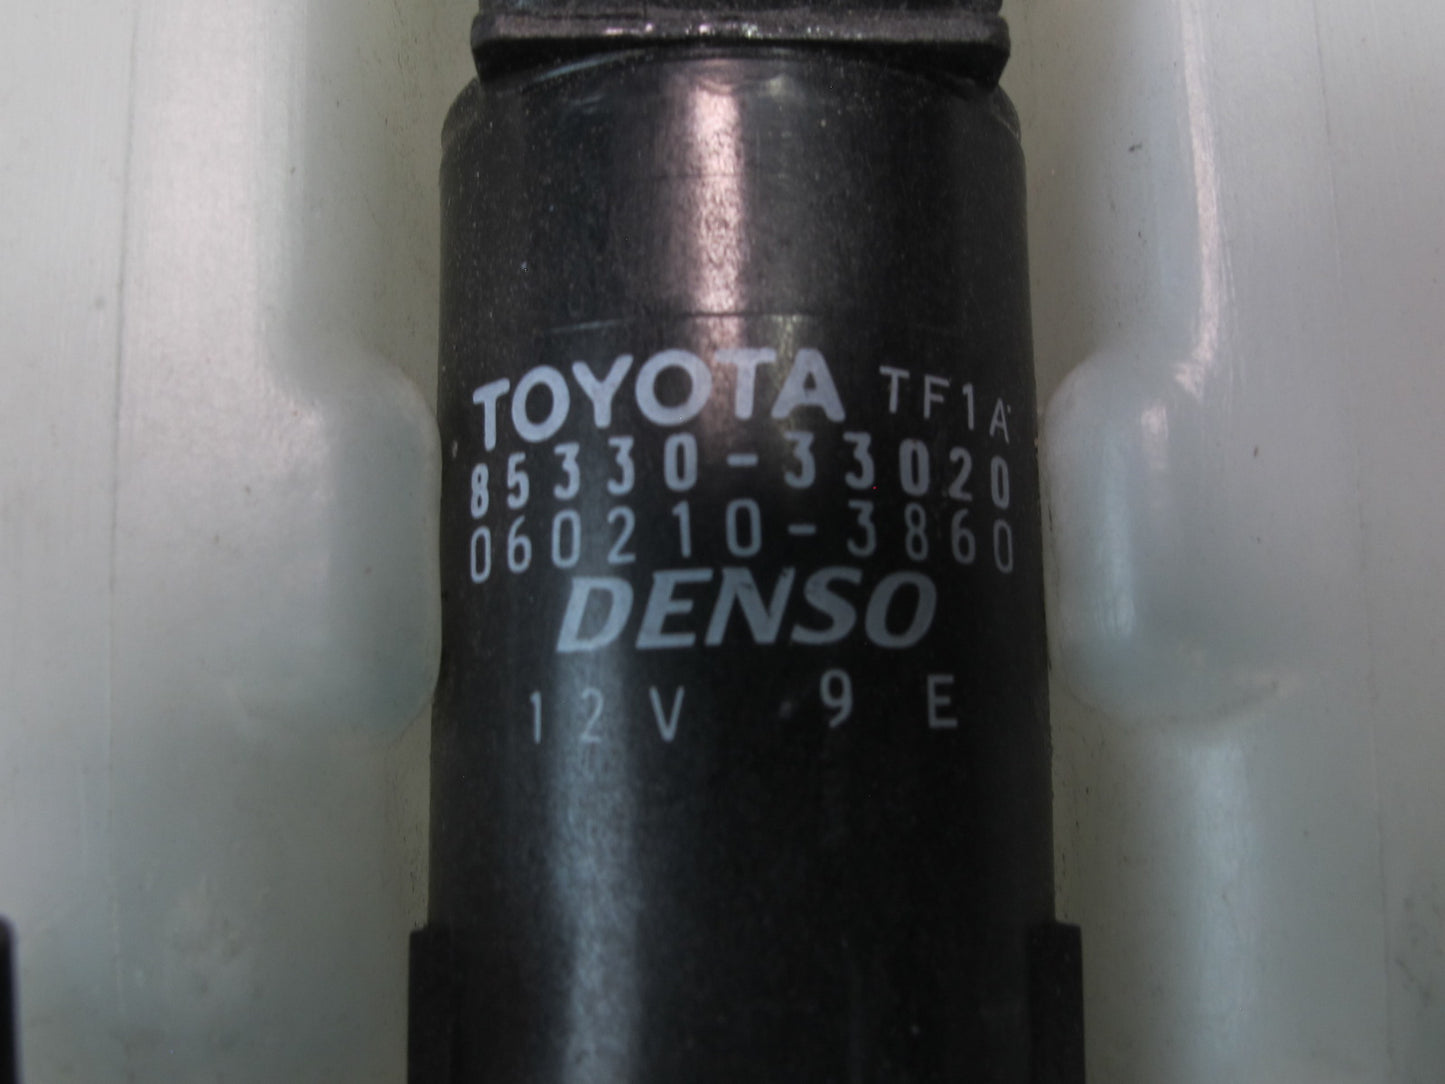 TOYOTA TF1A
85330-33020
060210-3860
DENSO
12V 9E